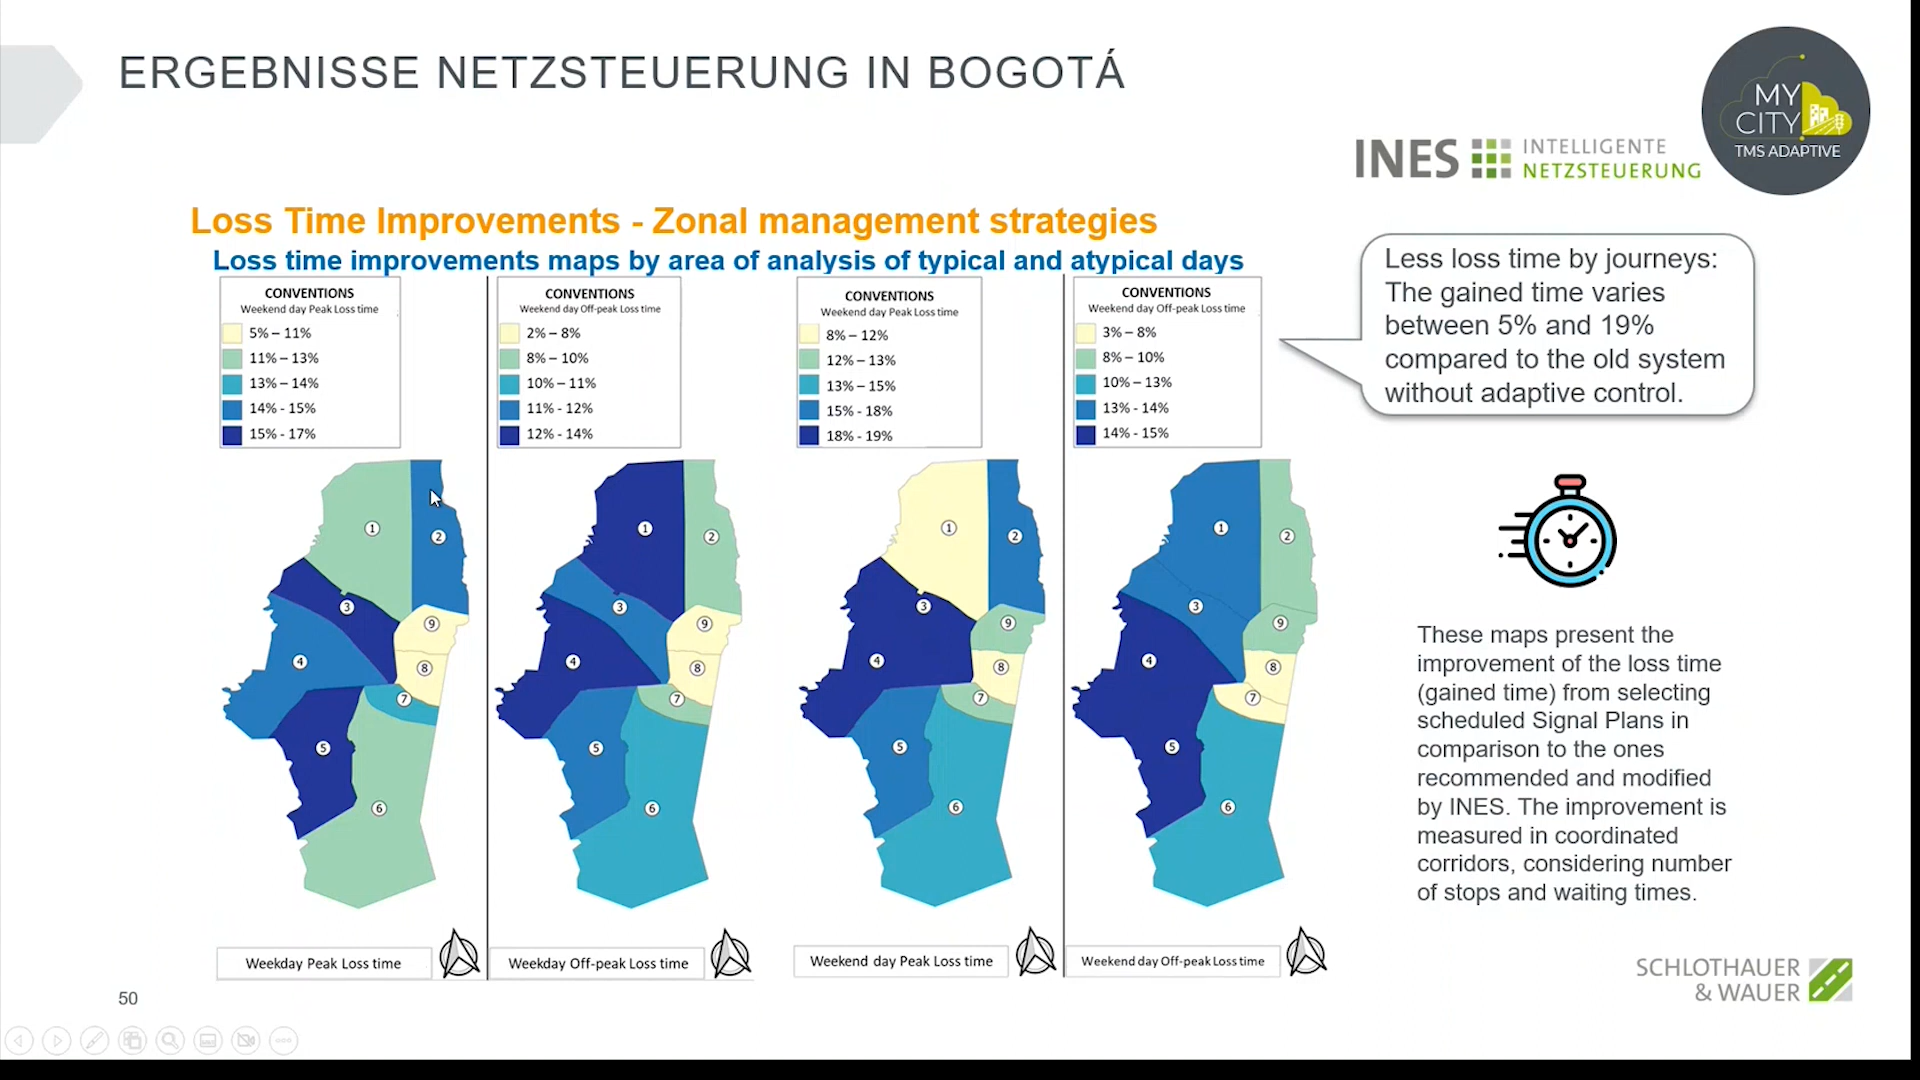 ERGEBNISSE NETZSTEUERUNG IN BOGOTÁ
MY
CITY
TMS ADAPTIVE
INES INTELLIGENTE
NETZSTEUERUNG
Loss Time Improvements - Zonal management strategies
Loss time improvements maps by area of analysis of typical and atypical days
CONVENTIONS
Weekend day Peak Loss time
5% – 11%
11% – 13%
13% – 14%
14% - 15%
15% - 17%
CONVENTIONS
Weekend day Off-peak Loss time
2% – 8%
8% – 10%
10% – 11%
11% - 12%
12% - 14%
CONVENTIONS
Weekend day Peak Loss time
8% – 12%
12% – 13%
13% – 15%
15% - 18%
18% - 19%
CONVENTIONS
Weekend day Off-peak Loss time
3% – 8%
8% – 10%
10% – 13%
13% - 14%
14% - 15%
Less loss time by journeys:
The gained time varies
between 5% and 19%
compared to the old system
without adaptive control.
1
2
3
9
4
8
7
5
6
1
2
3
9
4
8
7
5
6
1
2
3
9
4
8
7
5
6
1
2
3
9
4
8
7
5
6
These maps present the
improvement of the loss time
(gained time) from selecting
scheduled Signal Plans in
comparison to the ones
recommended and modified
by INES. The improvement is
measured in coordinated
corridors, considering number
of stops and waiting times.
Weekday Peak Loss time
Weekday Off-peak Loss time
Weekend day Peak Loss time
Weekend day Off-peak Loss time
SCHLOTHAUER
& WAUER
50